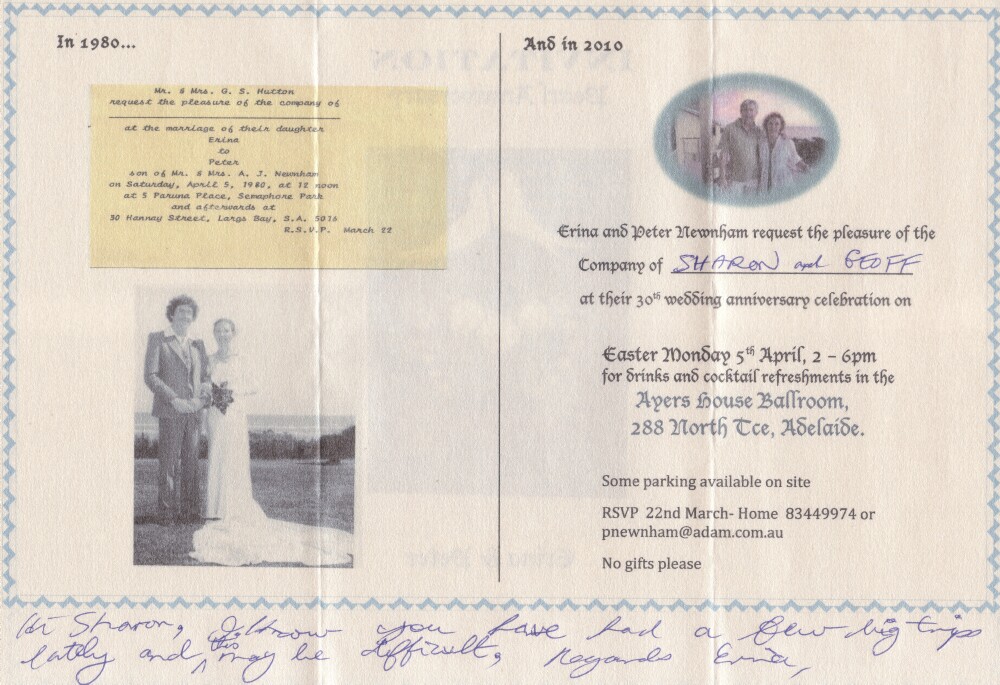 In 1980...
Mr. & Mrs. G. S. Hutton
request the pleasure of the company of
at the marriage of their daughter
Erina
to
Peter
son of Mr. & Mrs. A. J. Newnham
on Saturday, April 5, 1980, at 12 noon
at 5 Paruna Place, Semaphore Park
and afterwards at
30 Hannay Street, Largs Bay, S.A. 5016
R.S.V.P. March 22
And in 2010
Erina and Peter Newnham request the pleasure of the
Company of SHARON and GEOFF
at their 30th wedding anniversary celebration on
Easter Monday 5th April, 2 – 6pm
for drinks and cocktail refreshments in the
Ayers House Ballroom,
288 North Tce, Adelaide.
Some parking available on site
RSVP 22nd March- Home 83449974 or
pnewnham@adam.com.au
No gifts please
Hi Sharon, I know you have had a few big trips
lately and this may be difficult, Regards Erina,
INVITATION
Pearl Anniversary
Erina & Peter